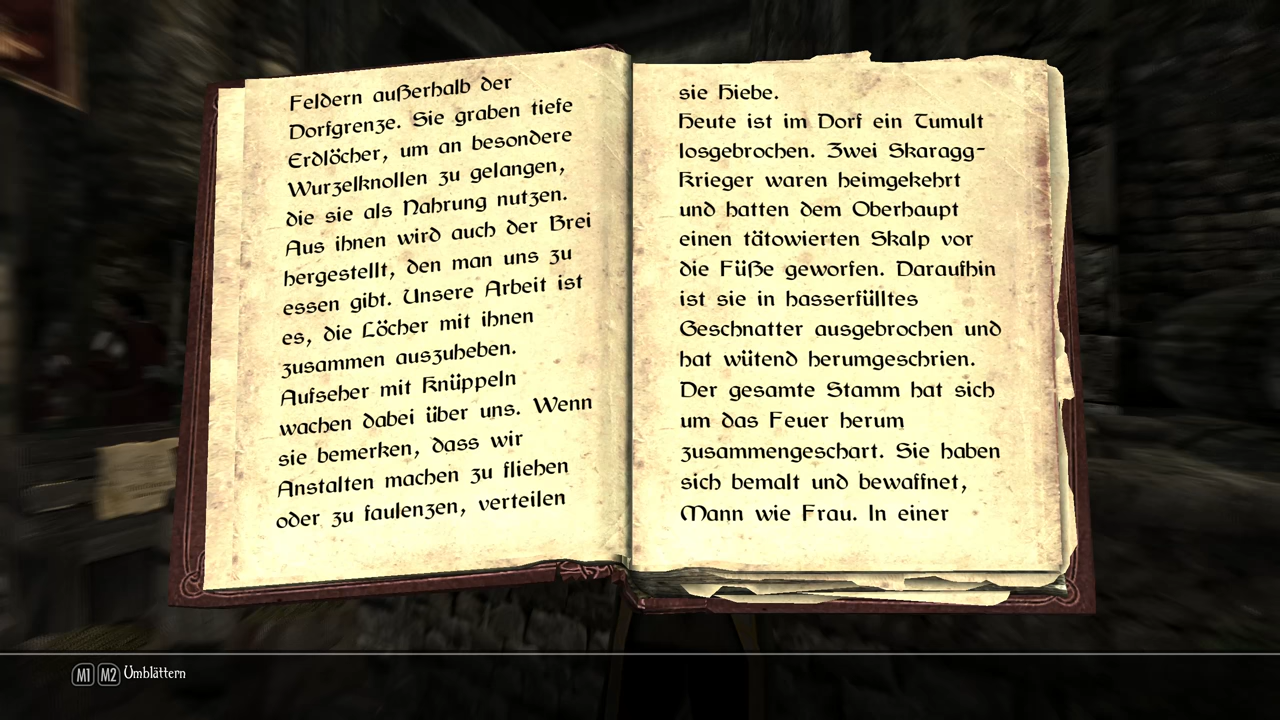 Feldern außerhalb der
Dorfgrenze. Sie graben tiefe
Erdlöcher, um an besondere
Wurzelknollen zu gelangen,
die sie als Nahrung nutzen.
Aus ihnen wird auch der Brei
hergestellt, den man uns zu
essen gibt. Unsere Arbeit ist
es, die Löcher mit ihnen
zusammen auszuheben.
Aufseher mit Knüppeln
wachen dabei über uns. Wenn
sie bemerken, dass wir
Anstalten machen zu fliehen
oder zu faulenzen, verteilen
sie Hiebe.
Heute ist im Dorf ein Tumult
losgebrochen. Zwei Skaragg-
Krieger waren heimgekehrt
und hatten dem Oberhaupt
einen tätowierten Skalp vor
die Füße geworfen. Daraufhin
ist sie in hasserfülltes
Geschnatter ausgebrochen und
hat wütend herumgeschrien.
Der gesamte Stamm hat sich
um das Feuer herum
zusammengeschart. Sie haben
sich bemalt und bewaffnet,
Mann wie Frau. In einer
M1 M2 Umblättern